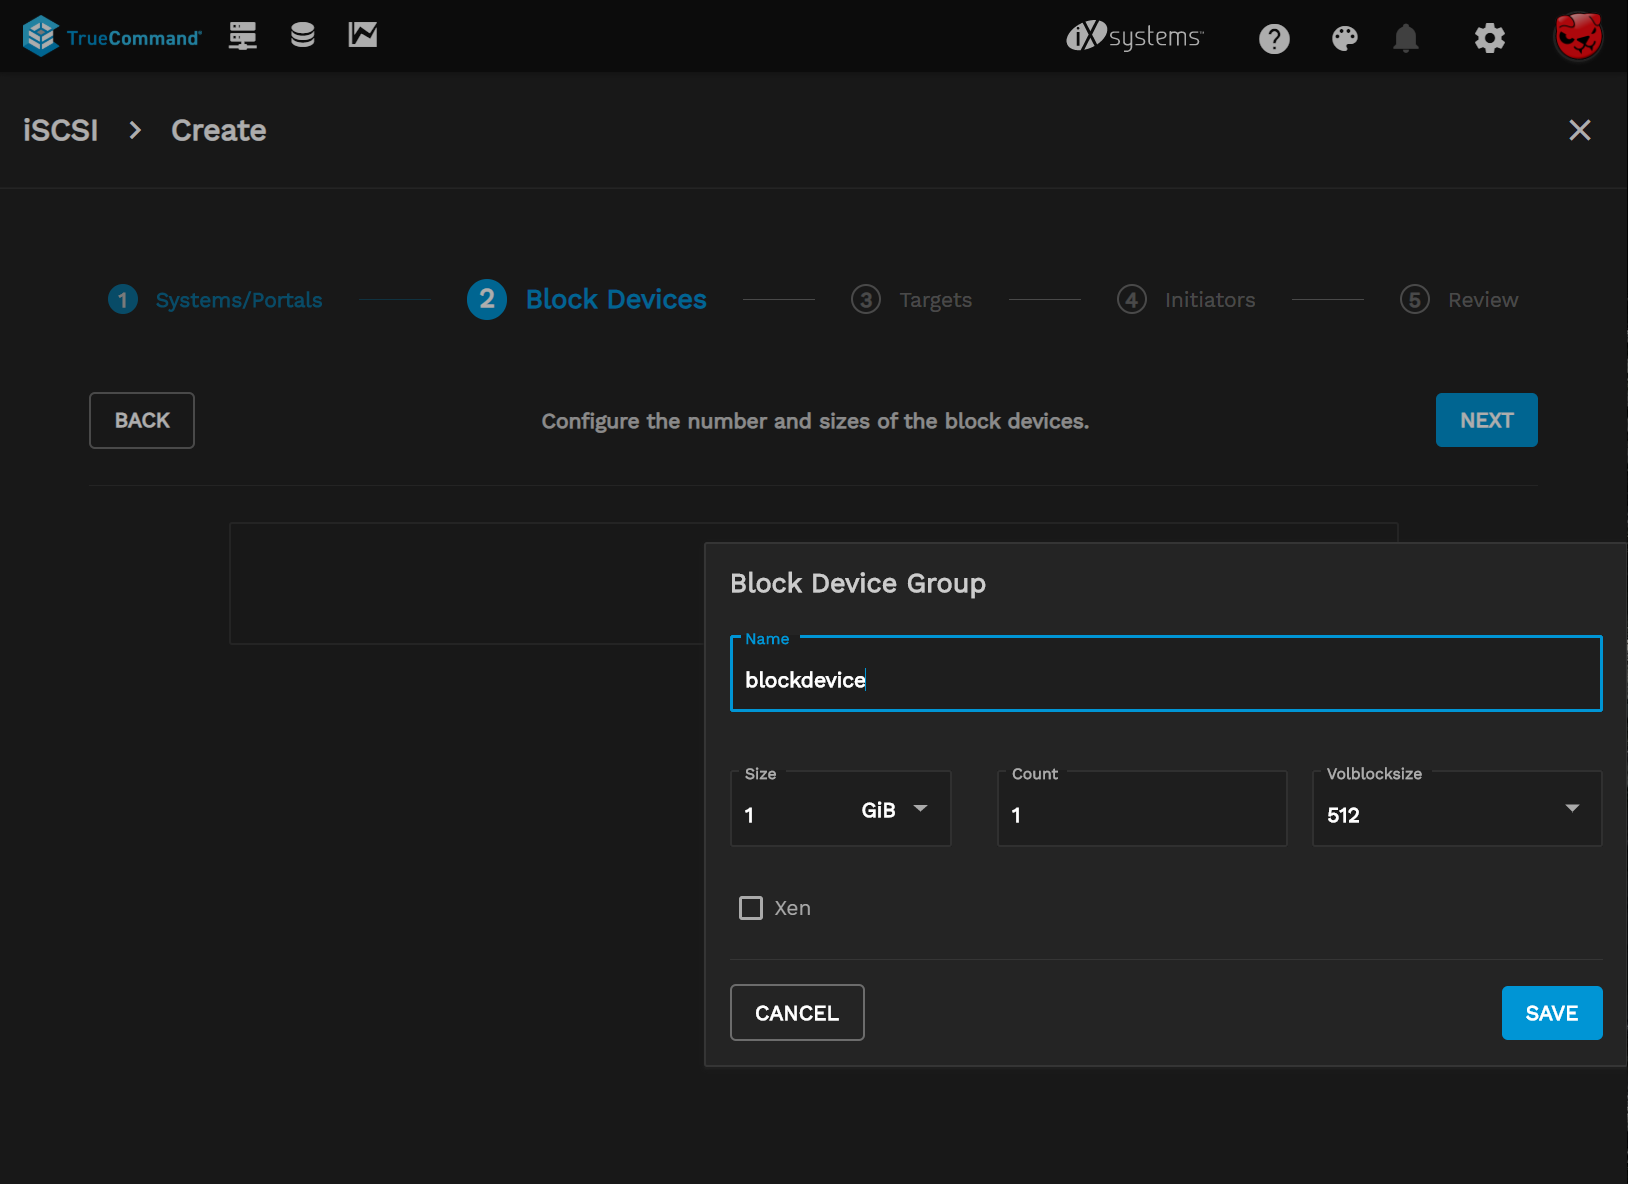 TrueCommand®
iXsystems™
iSCSI > Create
1 Systems/Portals
2 Block Devices
3 Targets
4 Initiators
5 Review
BACK
Configure the number and sizes of the block devices.
NEXT
Block Device Group
Name
blockdevice
Size
1 GiB
Count
1
Volblocksize
512
Xen
CANCEL
SAVE